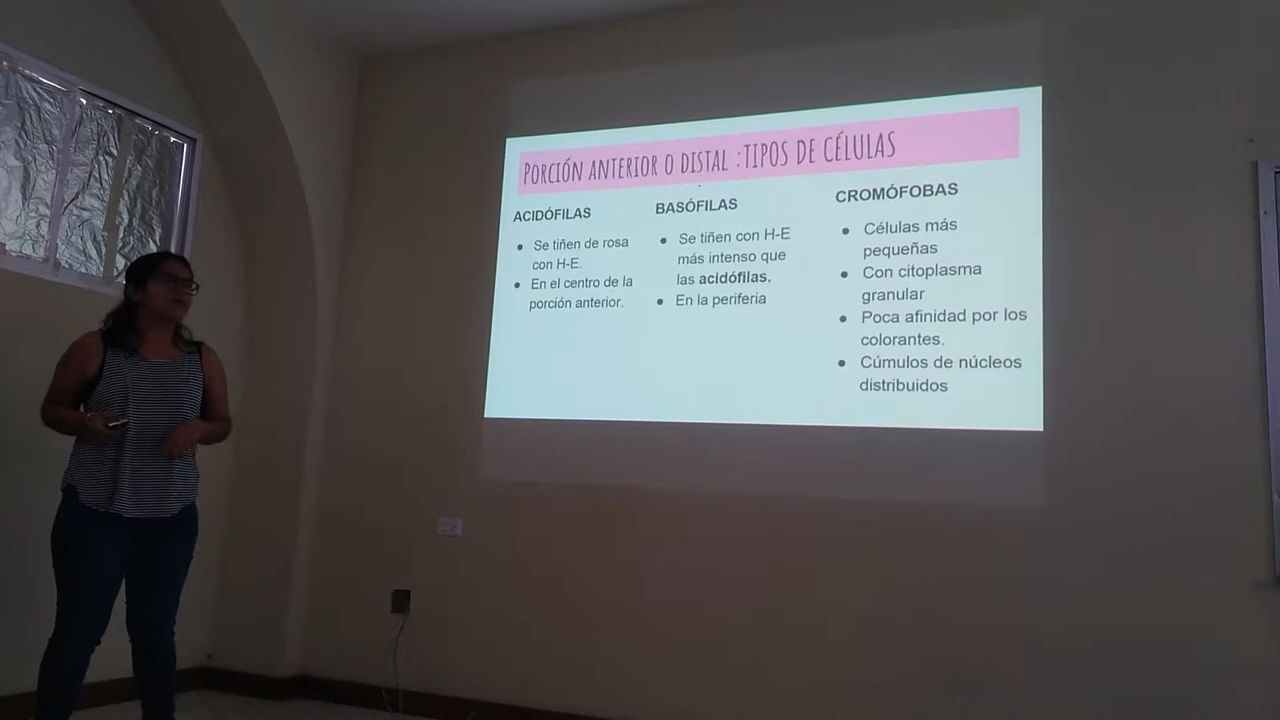 PORCIÓN ANTERIOR O DISTAL :TIPOS DE CÉLULAS
ACIDÓFILAS
● Se tiñen de rosa
con H-E.
● En el centro de la
porción anterior.
BASÓFILAS
● Se tiñen con H-E
más intenso que
las acidófilas.
● En la periferia
CROMÓFOBAS
● Células más
pequeñas
● Con citoplasma
granular
● Poca afinidad por los
colorantes.
● Cúmulos de núcleos
distribuidos